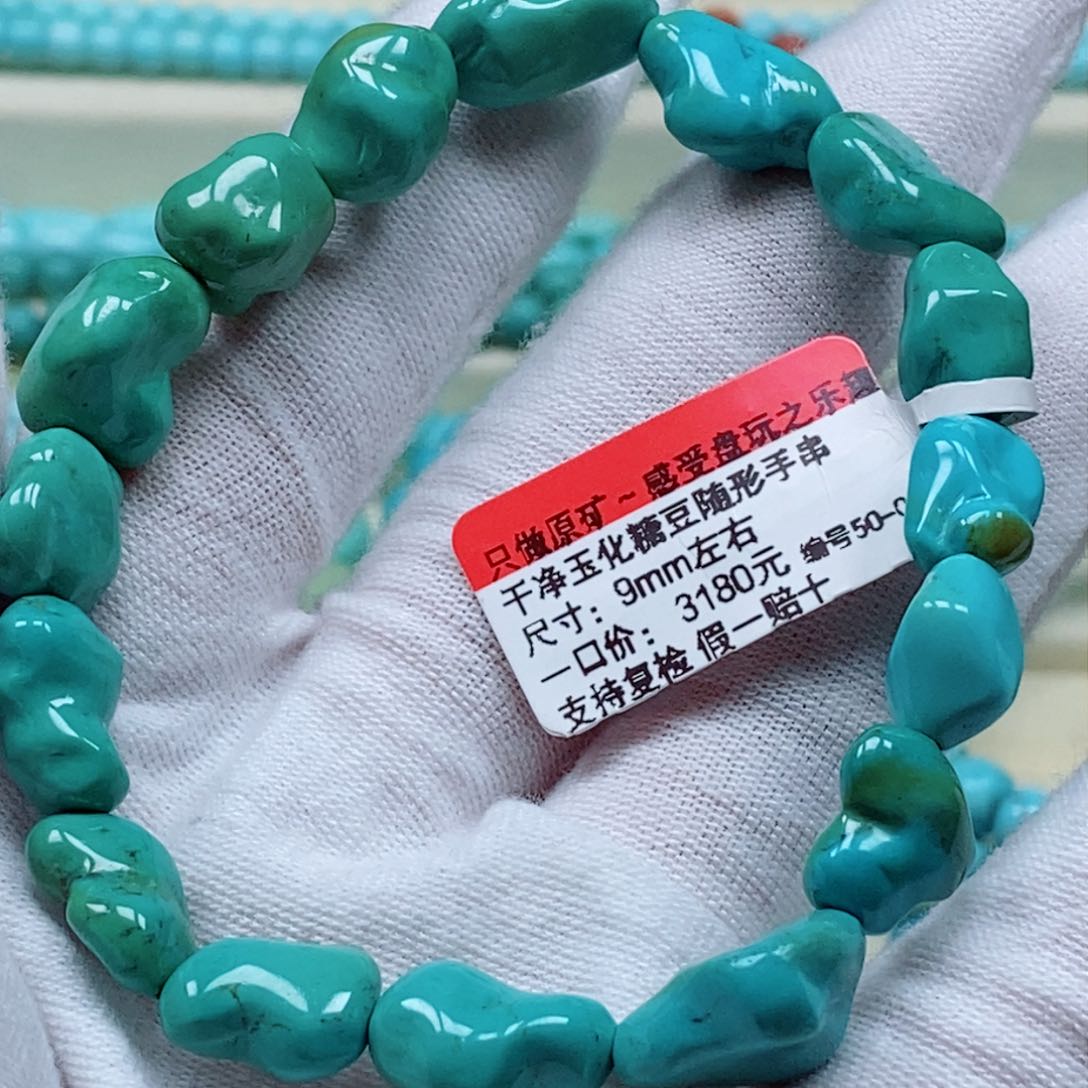 只做原矿~感受盘玩之乐趣
干净玉化糖豆随形手串
尺寸：9mm左右
一口价：3180元 编号50-0
支持复检 假一赔十